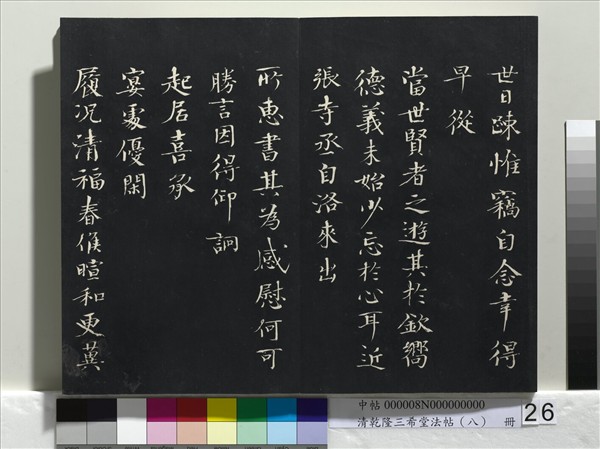 世日疎惟竊自念幸得
早從
當世賢者之遊其於欽嚮
德義未始少忘於心耳近
張寺丞自洛來出
所惠書其為感慰何可
勝言因得仰詗
起居喜承
宴處優閑
履況清福春候暄和更冀
中帖 000008N000000000
清乾隆三希堂法帖（八） 冊
26